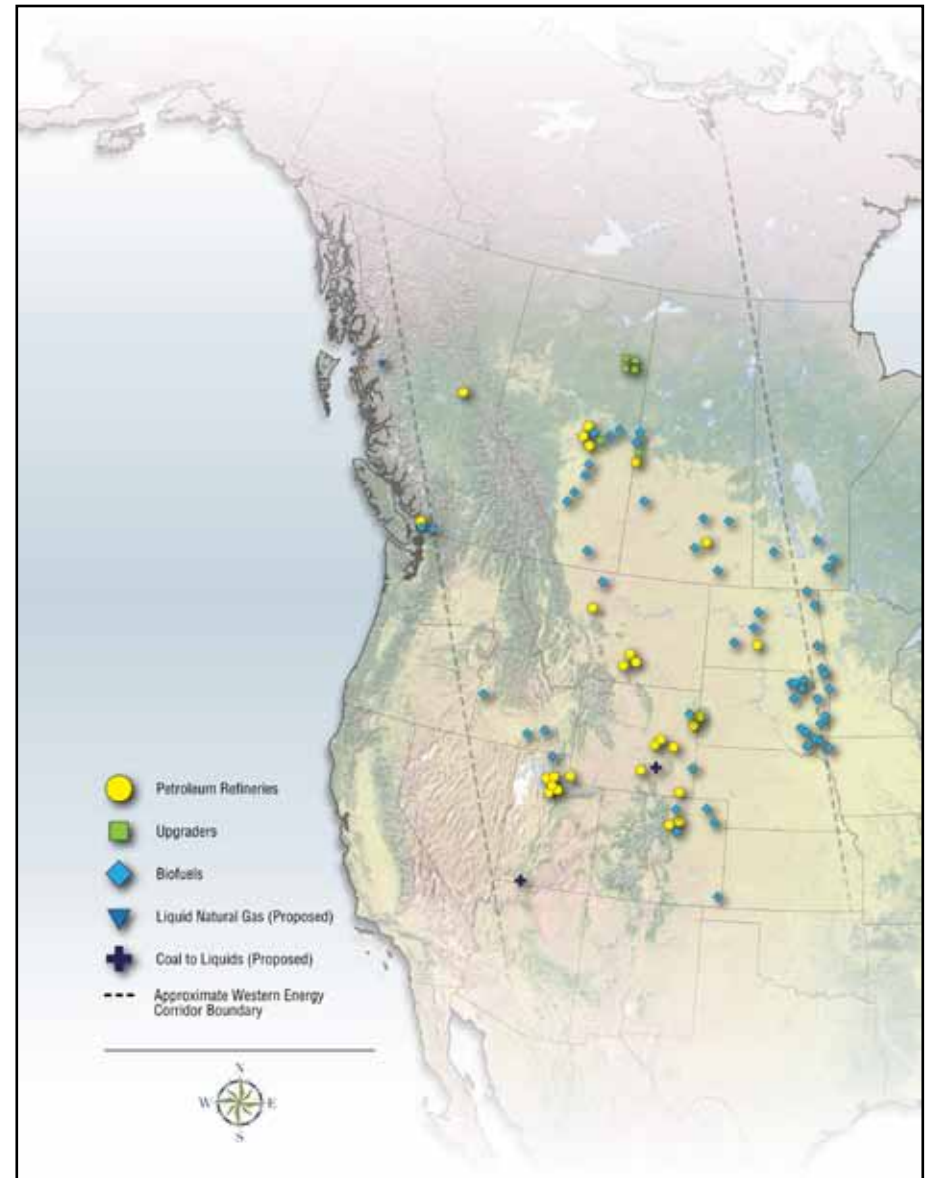 Petroleum Refineries
Upgraders
Biofuels
Liquid Natural Gas (Proposed)
Coal to Liquids (Proposed)
Approximate Western Energy
Corridor Boundary
N
W E
S